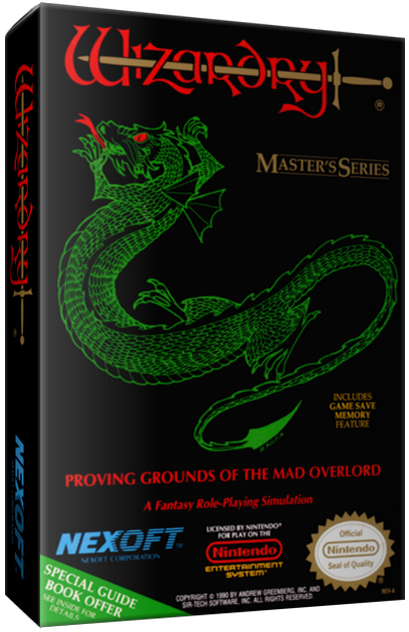 Wizardry
®
MASTER'S SERIES
INCLUDES
GAME SAVE
MEMORY
FEATURE
PROVING GROUNDS OF THE MAD OVERLORD
A Fantasy Role-Playing Simulation
NEXOFT™
NEXOFT CORPORATION
LICENSED BY NINTENDO®
FOR PLAY ON THE
Nintendo
ENTERTAINMENT
SYSTEM®
Official
Nintendo
Seal of Quality
SPECIAL GUIDE
BOOK OFFER
SEE INSIDE FOR
DETAILS
COPYRIGHT © 1990 BY ANDREW GREENBERG, INC. AND
SIR-TECH SOFTWARE, INC. ALL RIGHTS RESERVED.
REV-A
Wizardry
NEXOFT